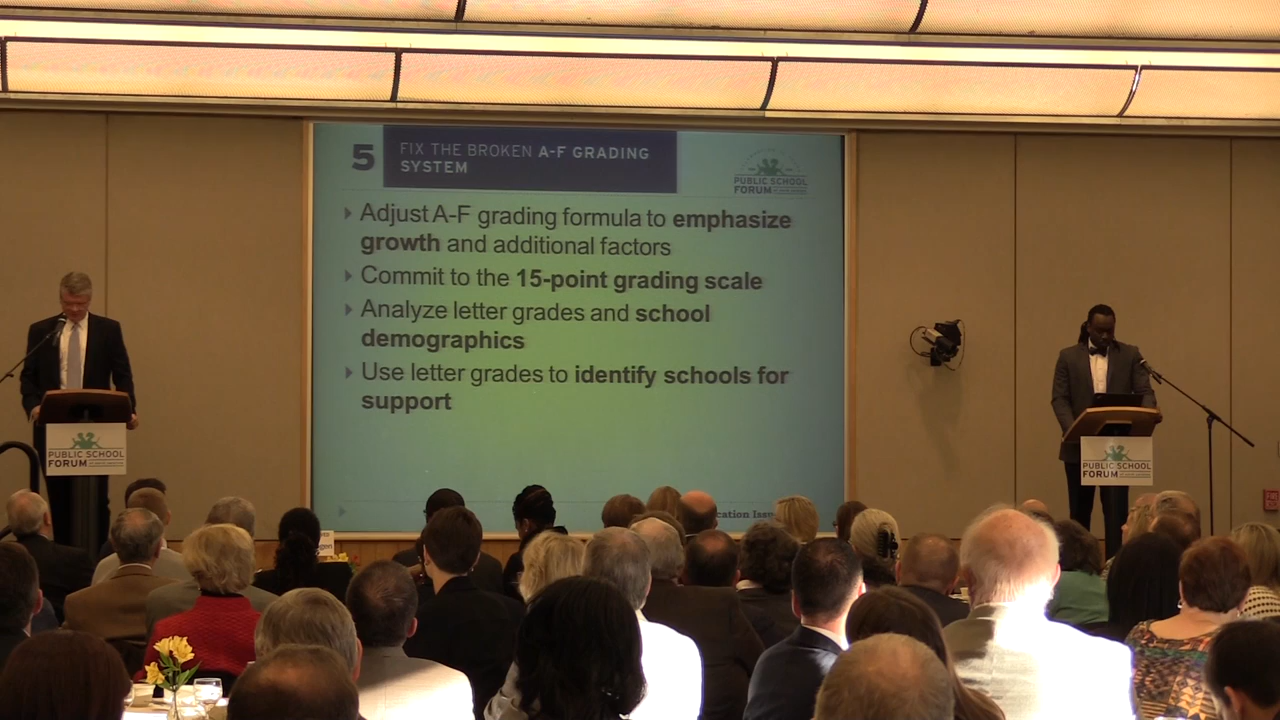 5
FIX THE BROKEN A-F GRADING
SYSTEM
PUBLIC SCHOOL
FORUM
Adjust A-F grading formula to emphasize
growth and additional factors
Commit to the 15-point grading scale
Analyze letter grades and school
demographics
Use letter grades to identify schools for
support
PUBLIC SCHOOL
FORUM
PUBLIC SCHOOL
FORUM